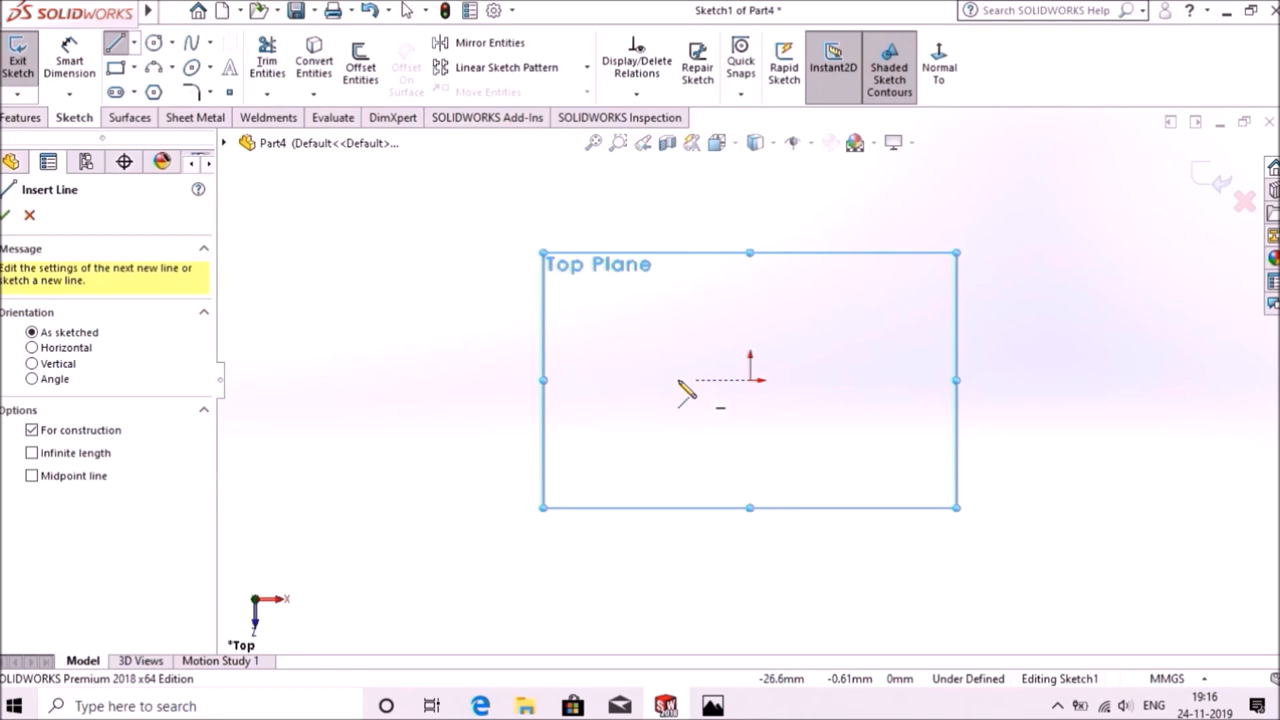 SOLIDWORKS
Sketch1 of Part4 *
Search SOLIDWORKS Help
Exit Sketch
Smart Dimension
Trim Entities
Convert Entities
Offset Entities
Offset On Surface
Mirror Entities
Linear Sketch Pattern
Move Entities
Display/Delete Relations
Repair Sketch
Quick Snaps
Rapid Sketch
Instant2D
Shaded Sketch Contours
Normal To
Features Sketch Surfaces Sheet Metal Weldments Evaluate DimXpert SOLIDWORKS Add-Ins SOLIDWORKS Inspection
Part4 (Default<<Default>...
Insert Line
Message
Edit the settings of the next new line or
sketch a new line.
Orientation
As sketched
Horizontal
Vertical
Angle
Options
For construction
Infinite length
Midpoint line
Top Plane
X
Z
*Top
Model 3D Views Motion Study 1
OLIDWORKS Premium 2018 x64 Edition
-26.6mm -0.61mm 0mm Under Defined Editing Sketch1 MMGS
Type here to search
SW
2018
ENG
19:16
24-11-2019